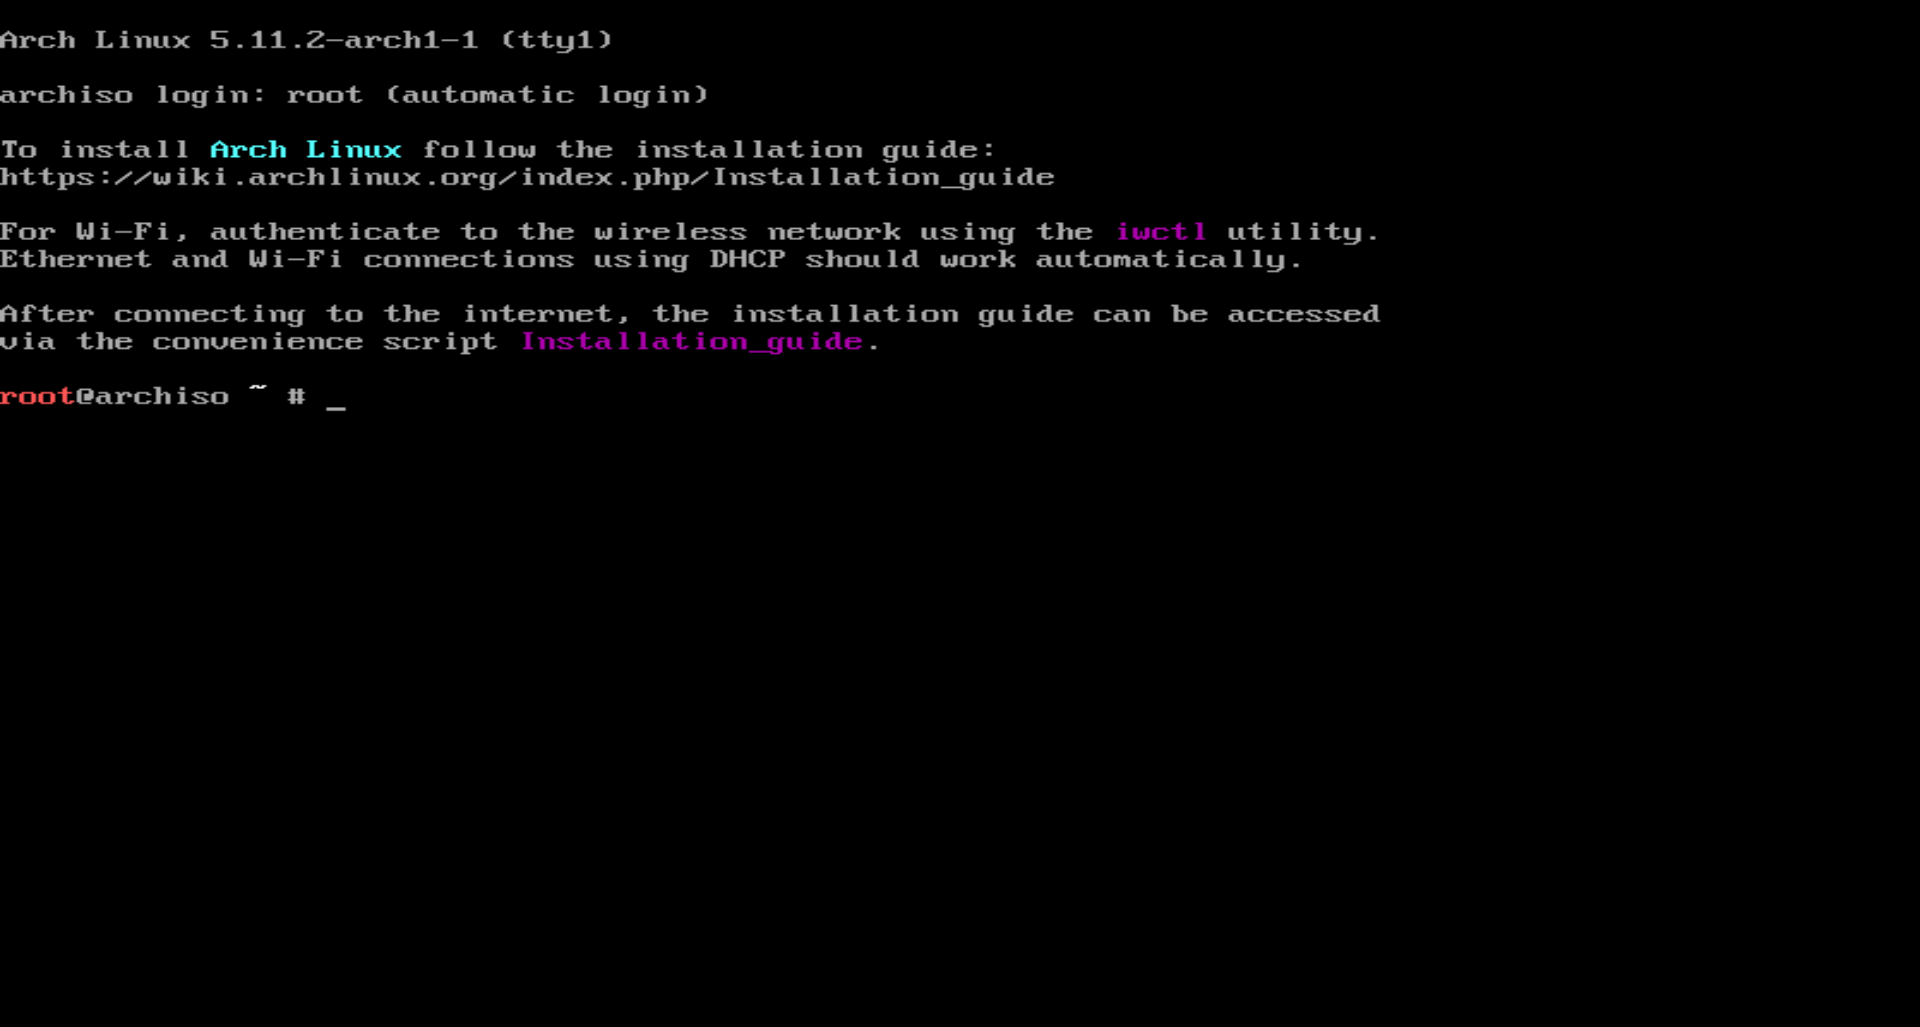 Arch Linux 5.11.2-arch1-1 (tty1)
archiso login: root (automatic login)
To install Arch Linux follow the installation guide:
https://wiki.archlinux.org/index.php/Installation_guide
For Wi-Fi, authenticate to the wireless network using the iwctl utility.
Ethernet and Wi-Fi connections using DHCP should work automatically.
After connecting to the internet, the installation guide can be accessed
via the convenience script Installation_guide.
root@archiso ~ # _